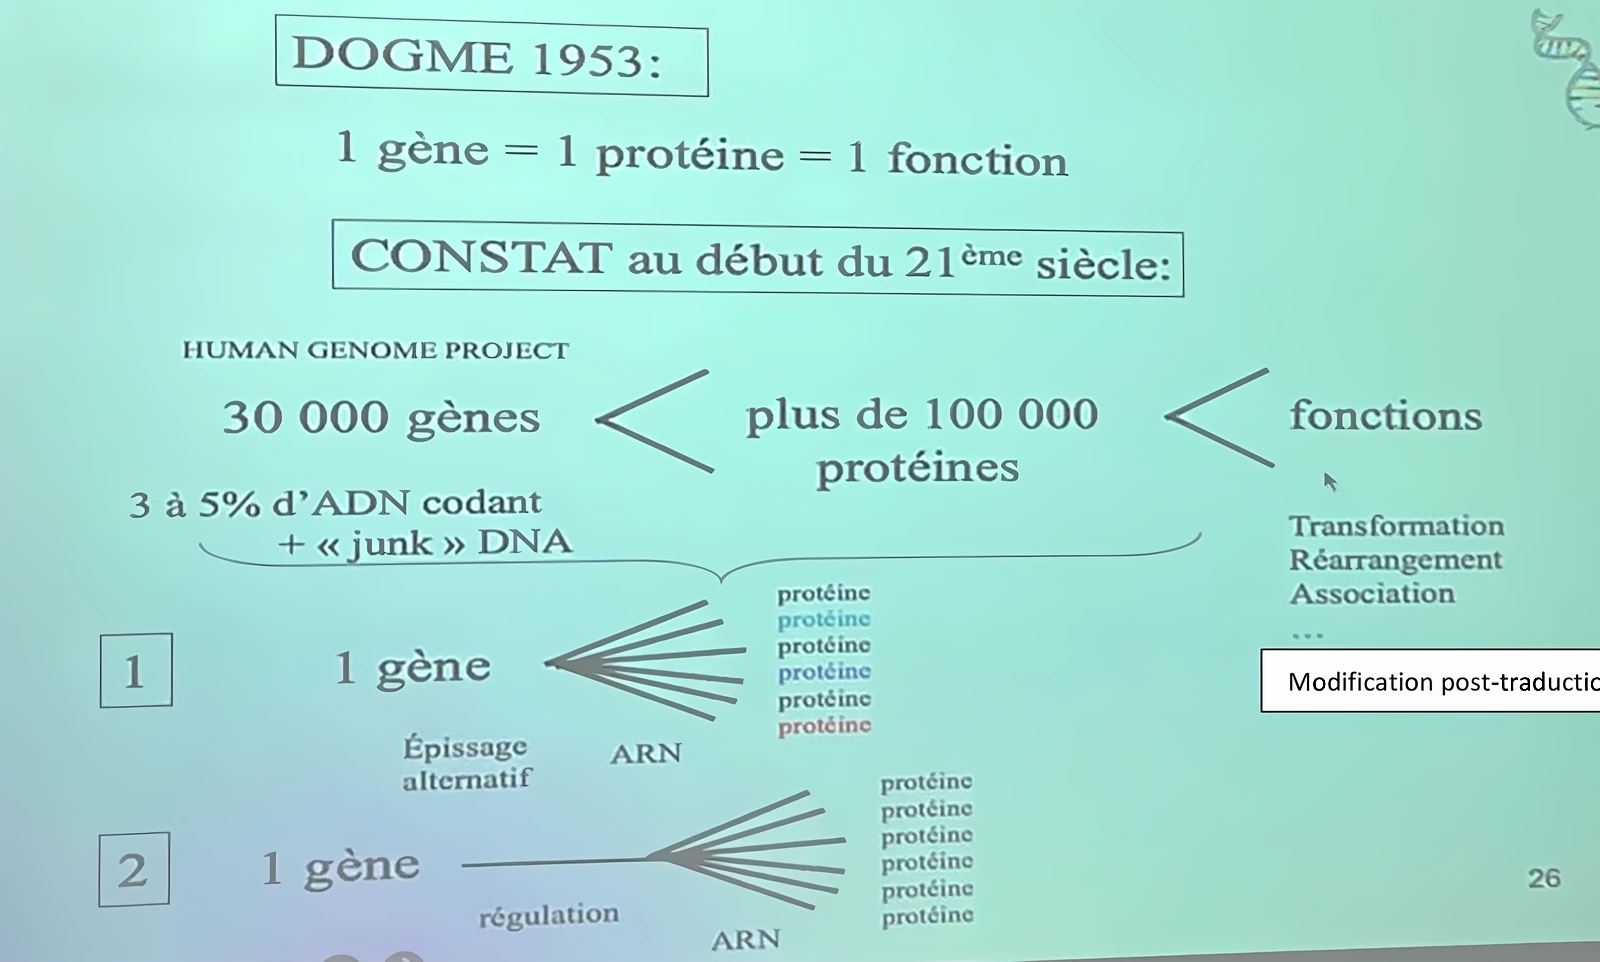 DOGME 1953:
1 gène = 1 protéine = 1 fonction
CONSTAT au début du 21ème siècle:
HUMAN GENOME PROJECT
30 000 gènes
plus de 100 000
protéines
fonctions
3 à 5% d'ADN codant
+ « junk » DNA
Transformation
Réarrangement
Association
...
Modification post-traductio
1
1 gène
protéine
protéine
protéine
protéine
protéine
protéine
Épissage
alternatif
ARN
2
1 gène
régulation
ARN
protéine
protéine
protéine
protéine
protéine
protéine
26